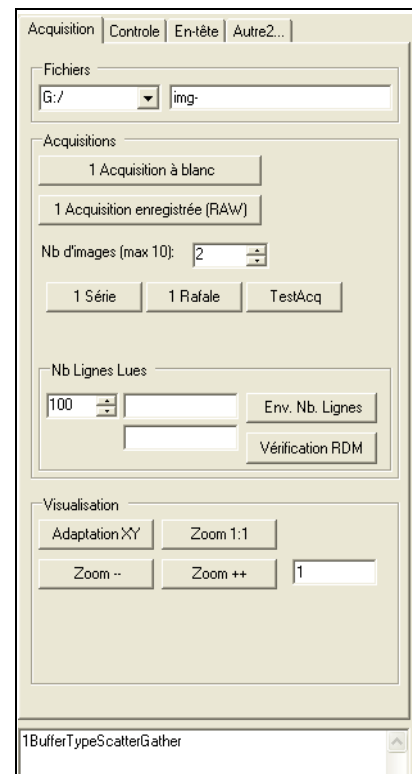 Acquisition Controle En-tête Autre2...
Fichiers
G:/ img-
Acquisitions
1 Acquisition à blanc
1 Acquisition enregistrée (RAW)
Nb d'images (max 10): 2
1 Série 1 Rafale TestAcq
Nb Lignes Lues
100 Env. Nb. Lignes
Vérification RDM
Visualisation
Adaptation XY Zoom 1:1
Zoom -- Zoom ++ 1
1BufferTypeScatterGather